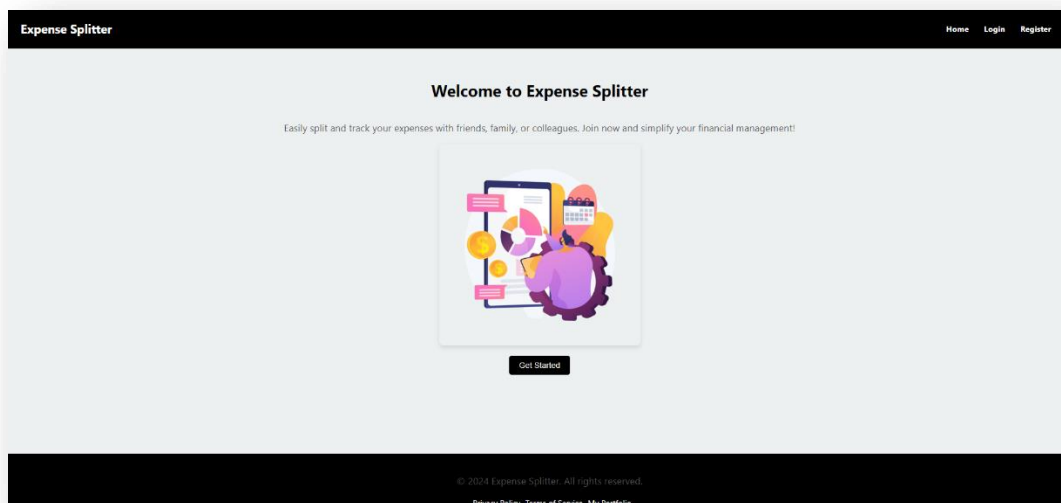 Expense Splitter
Home Login Register
Welcome to Expense Splitter
Easily split and track your expenses with friends, family, or colleagues. Join now and simplify your financial management!
$
$
Get Started
© 2024 Expense Splitter. All rights reserved.
Privacy Policy Terms of Service My Portfolio